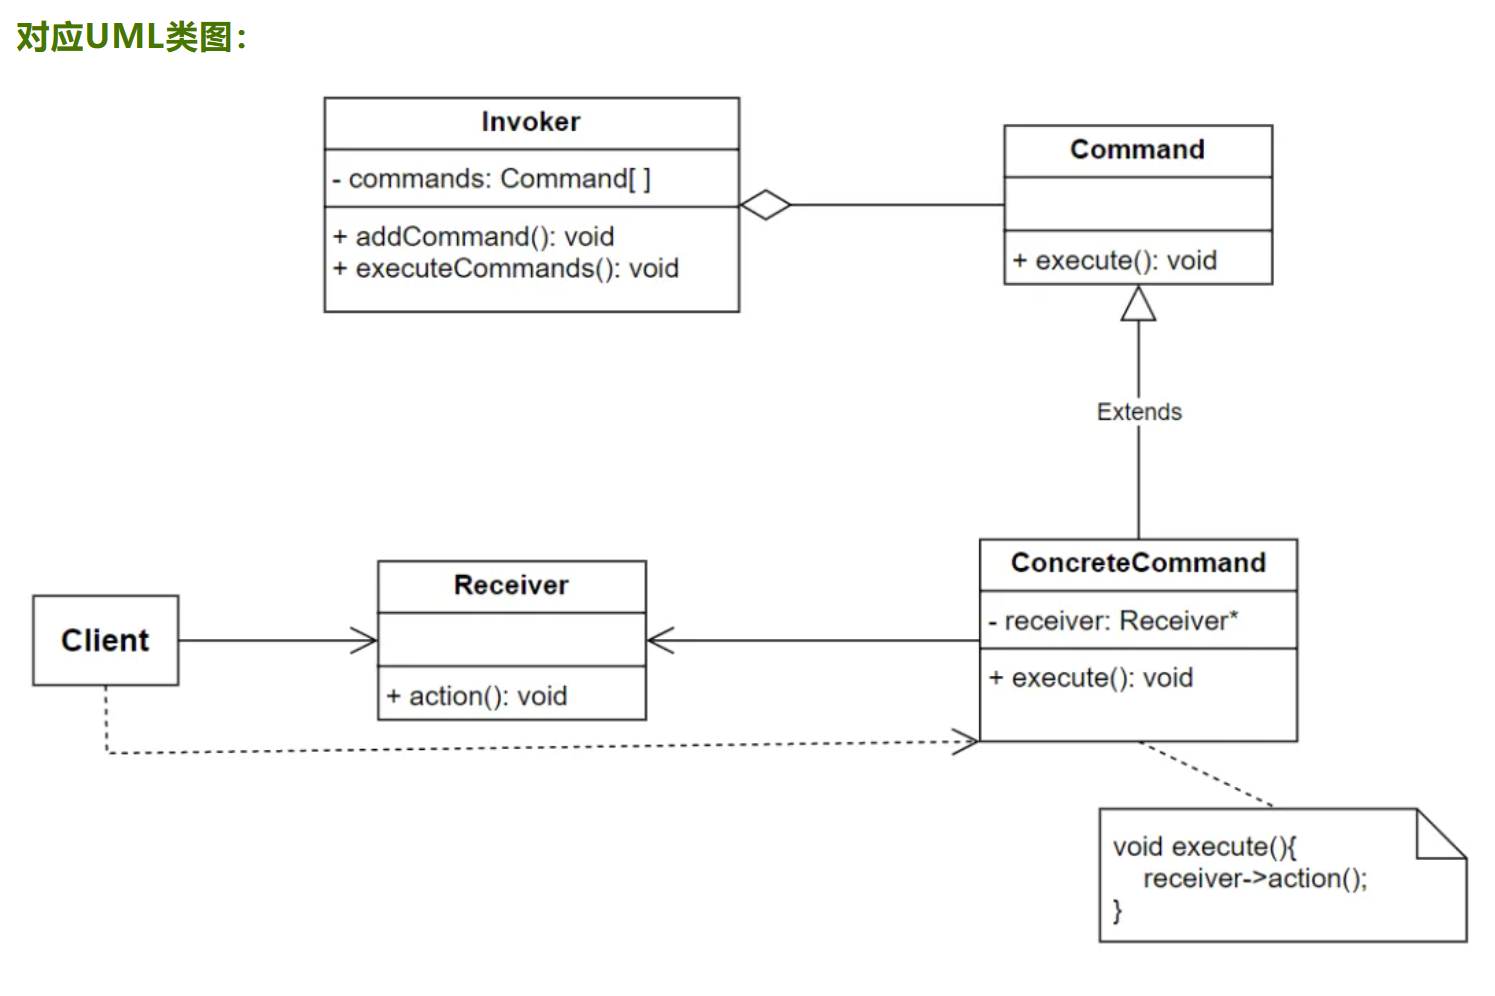 对应UML类图：
Invoker
- commands: Command[ ]
+ addCommand(): void
+ executeCommands(): void
Command
+ execute(): void
Extends
Client
Receiver
+ action(): void
ConcreteCommand
- receiver: Receiver*
+ execute(): void
void execute(){
receiver->action();
}